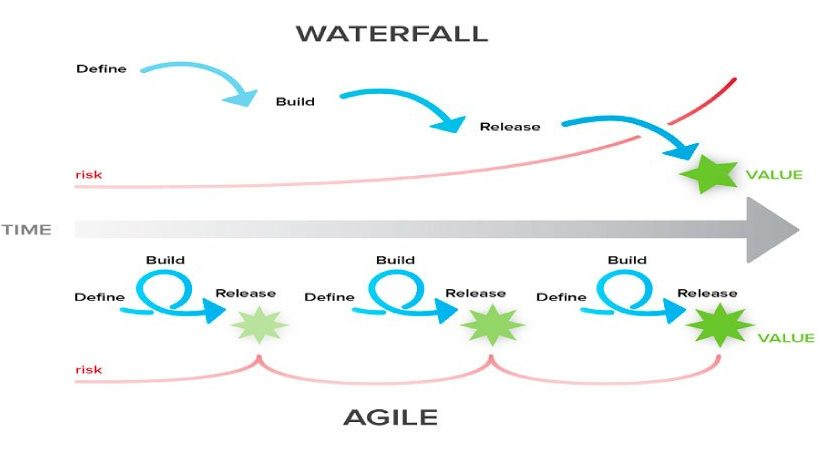 WATERFALL
Define
Build
Release
risk
VALUE
TIME
Build
Build
Build
Define
Release
Define
Release
Define
Release
VALUE
risk
AGILE